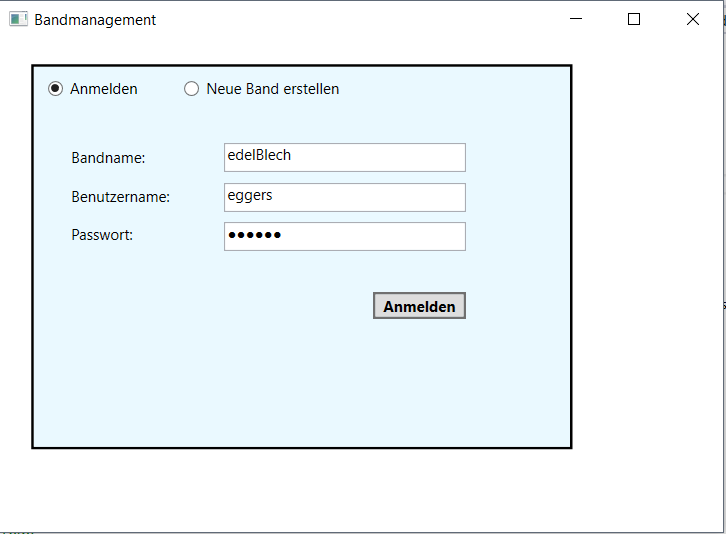 Bandmanagement
Anmelden Neue Band erstellen
Bandname: edelBlech
Benutzername: eggers
Passwort: ●●●●●●
Anmelden